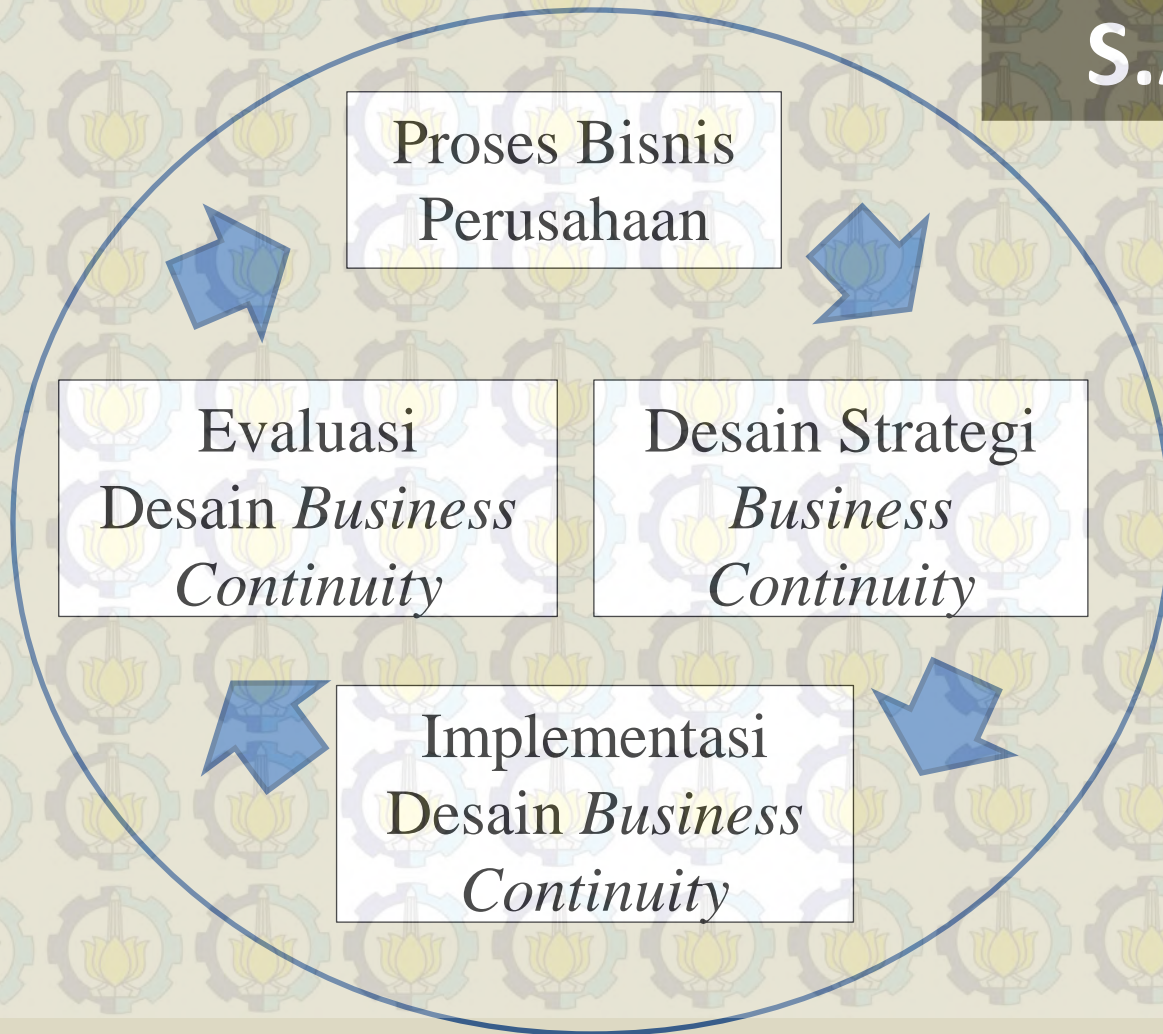 S.
Proses Bisnis
Perusahaan
Evaluasi
Desain Business
Continuity
Desain Strategi
Business
Continuity
Implementasi
Desain Business
Continuity